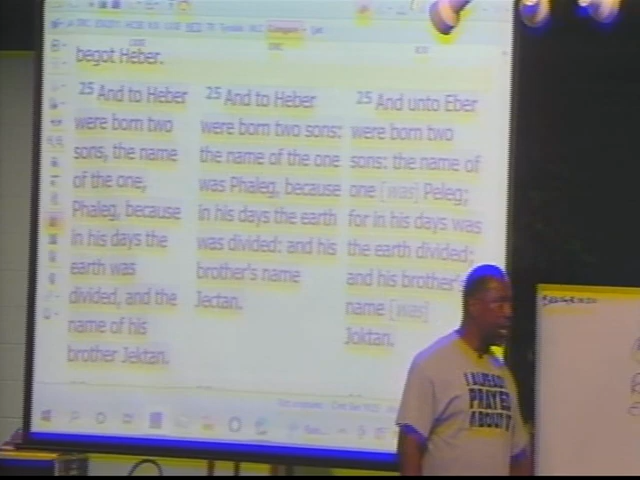 begot Heber.
25 And to Heber
were born two
sons, the name
of the one,
Phaleg, because
in his days the
earth was
divided, and the
name of his
brother Jektan.
25 And to Heber
were born two sons:
the name of the one
was Phaleg, because
in his days the earth
was divided: and his
brother's name
Jectan.
25 And unto Eber
were born two
sons: the name of
one [was] Peleg;
for in his days was
the earth divided;
and his brother's
name [was]
Joktan.
I ALREADY
PRAYED
ABOUT IT